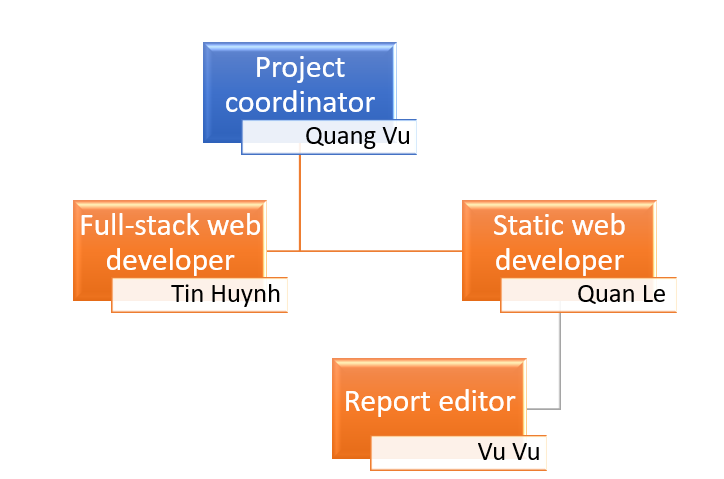 Project
coordinator
Quang Vu
Full-stack web
developer
Tin Huynh
Static web
developer
Quan Le
Report editor
Vu Vu